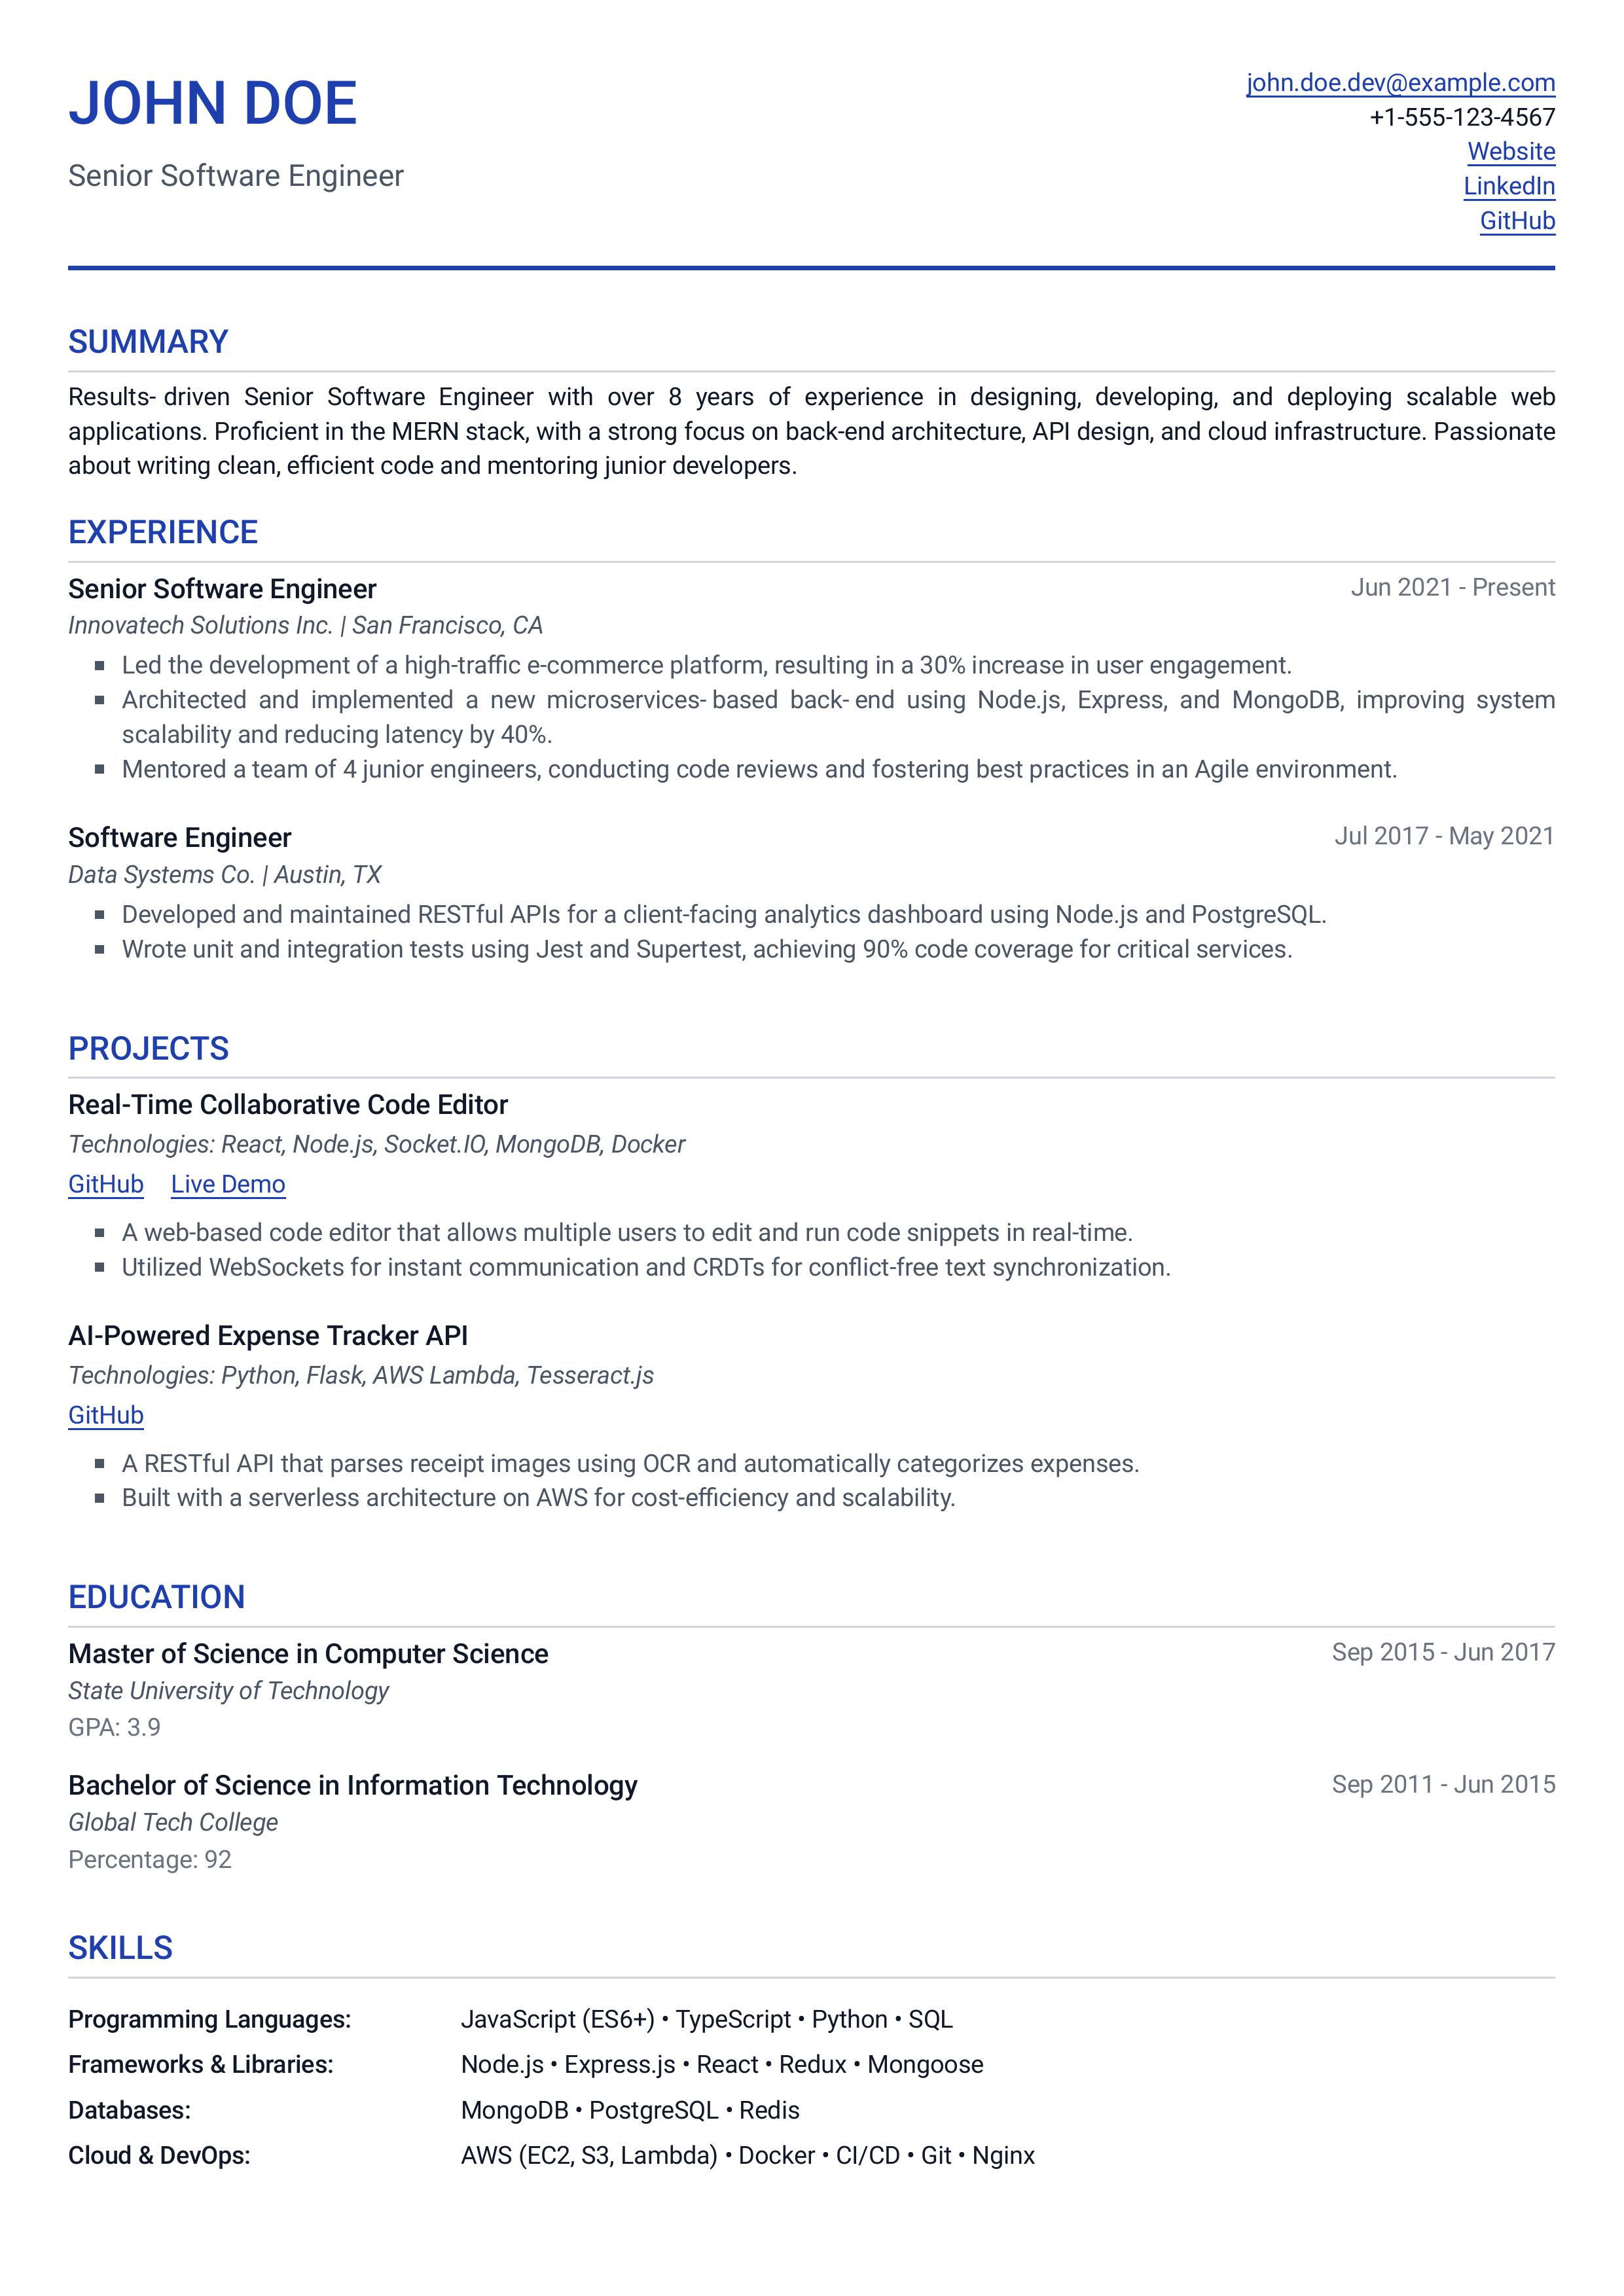 JOHN DOE
Senior Software Engineer
john.doe.dev@example.com
+1-555-123-4567
Website
LinkedIn
GitHub
SUMMARY
Results- driven Senior Software Engineer with over 8 years of experience in designing, developing, and deploying scalable web
applications. Proficient in the MERN stack, with a strong focus on back-end architecture, API design, and cloud infrastructure. Passionate
about writing clean, efficient code and mentoring junior developers.
EXPERIENCE
Senior Software Engineer Jun 2021 - Present
Innovatech Solutions Inc. | San Francisco, CA
▪ Led the development of a high-traffic e-commerce platform, resulting in a 30% increase in user engagement.
▪ Architected and implemented a new microservices- based back- end using Node.js, Express, and MongoDB, improving system
scalability and reducing latency by 40%.
▪ Mentored a team of 4 junior engineers, conducting code reviews and fostering best practices in an Agile environment.
Software Engineer Jul 2017 - May 2021
Data Systems Co. | Austin, TX
▪ Developed and maintained RESTful APIs for a client-facing analytics dashboard using Node.js and PostgreSQL.
▪ Wrote unit and integration tests using Jest and Supertest, achieving 90% code coverage for critical services.
PROJECTS
Real-Time Collaborative Code Editor
Technologies: React, Node.js, Socket.IO, MongoDB, Docker
GitHub Live Demo
▪ A web-based code editor that allows multiple users to edit and run code snippets in real-time.
▪ Utilized WebSockets for instant communication and CRDTs for conflict-free text synchronization.
AI-Powered Expense Tracker API
Technologies: Python, Flask, AWS Lambda, Tesseract.js
GitHub
▪ A RESTful API that parses receipt images using OCR and automatically categorizes expenses.
▪ Built with a serverless architecture on AWS for cost-efficiency and scalability.
EDUCATION
Master of Science in Computer Science Sep 2015 - Jun 2017
State University of Technology
GPA: 3.9
Bachelor of Science in Information Technology Sep 2011 - Jun 2015
Global Tech College
Percentage: 92
SKILLS
Programming Languages: JavaScript (ES6+) • TypeScript • Python • SQL
Frameworks & Libraries: Node.js • Express.js • React • Redux • Mongoose
Databases: MongoDB • PostgreSQL • Redis
Cloud & DevOps: AWS (EC2, S3, Lambda) • Docker • CI/CD • Git • Nginx